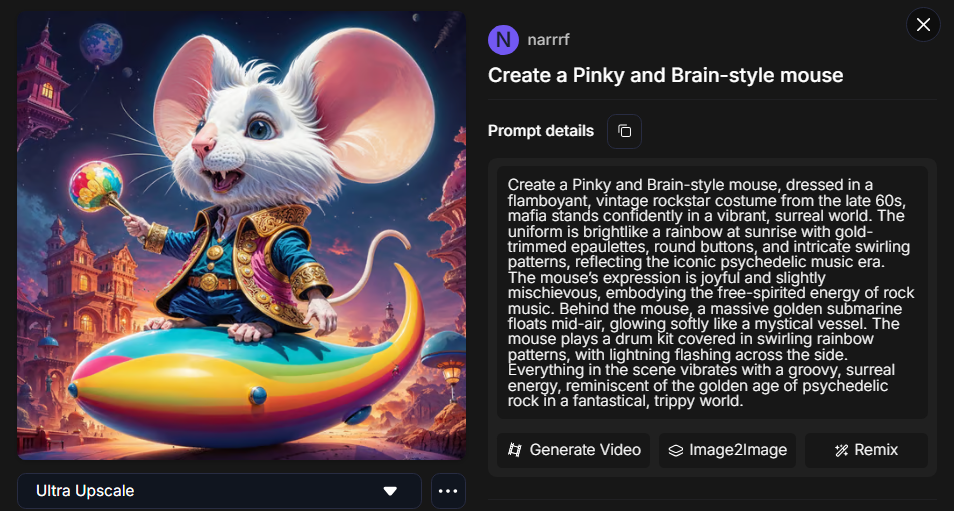 N narrrf
Create a Pinky and Brain-style mouse
Prompt details
Create a Pinky and Brain-style mouse, dressed in a
flamboyant, vintage rockstar costume from the late 60s,
mafia stands confidently in a vibrant, surreal world. The
uniform is brightlike a rainbow at sunrise with gold-
trimmed epaulettes, round buttons, and intricate swirling
patterns, reflecting the iconic psychedelic music era.
The mouse’s expression is joyful and slightly
mischievous, embodying the free-spirited energy of rock
music. Behind the mouse, a massive golden submarine
floats mid-air, glowing softly like a mystical vessel. The
mouse plays a drum kit covered in swirling rainbow
patterns, with lightning flashing across the side.
Everything in the scene vibrates with a groovy, surreal
energy, reminiscent of the golden age of psychedelic
rock in a fantastical, trippy world.
Generate Video Image2Image Remix
Ultra Upscale